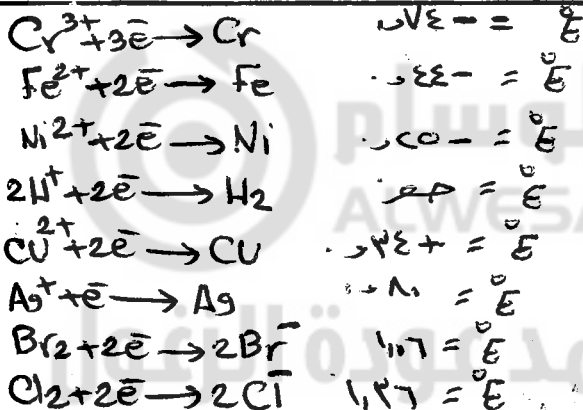 Cr³⁺+3ē → Cr E° = -٠,٧٤
Fe²⁺+2ē → Fe E° = -٠,٤٤
Ni²⁺+2ē → Ni E° = -٠,٢٥
2H⁺+2ē → H₂ E° = صفر
Cu²⁺+2ē → Cu E° = +٠,٣٤
Ag⁺+ē → Ag E° = ٠,٨٠
Br₂+2ē → 2Br⁻ E° = ١,٠٦
Cl₂+2ē → 2Cl⁻ E° = ١,٣٦